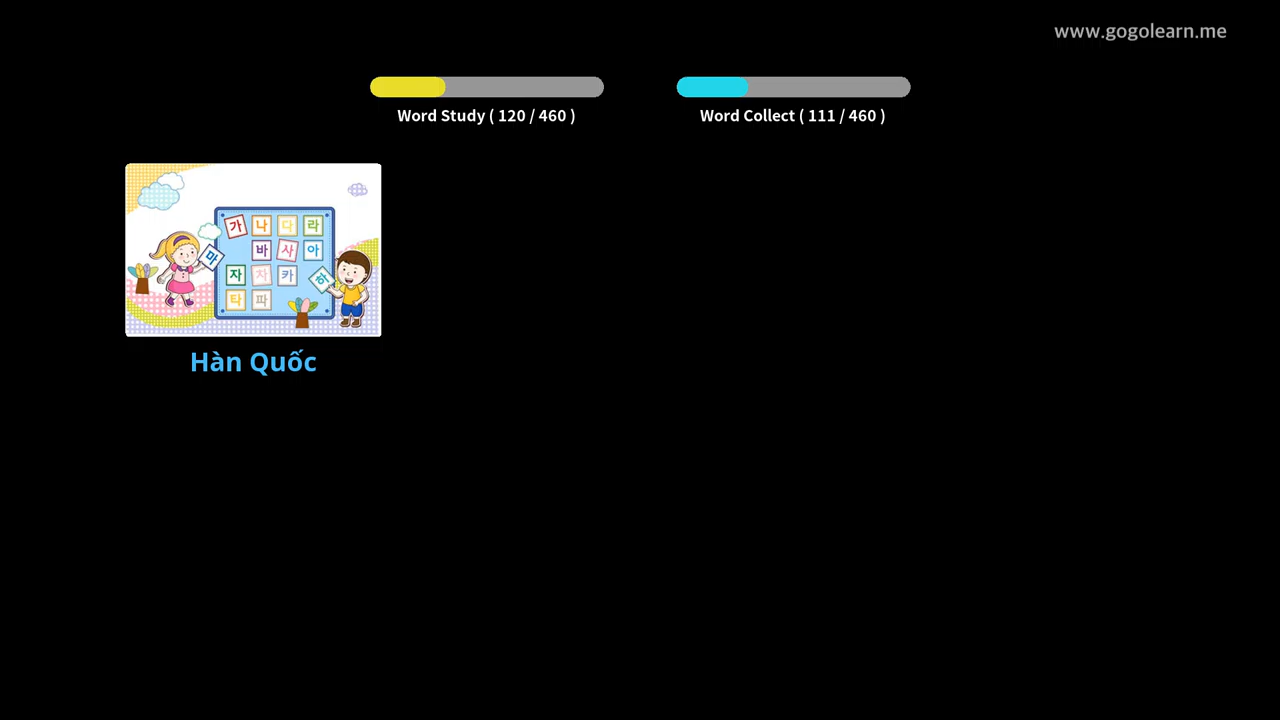 www.gogolearn.me
Word Study ( 120 / 460 )
Word Collect ( 111 / 460 )
가 나 다 라
마 바 사 아
자 차 카 하
타 파
Hàn Quốc